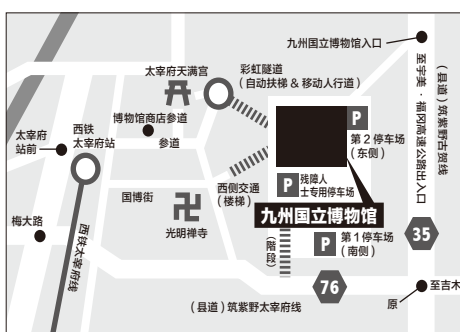 九州国立博物馆入口
(县道)筑紫野古贺线
至宇美・福冈高速公路出入口
太宰府天满宫
彩虹隧道
(自动扶梯&移动人行道)
博物馆商店参道
参道
太宰府
站前
西铁
太宰府站
P
第2停车场
(东侧)
西侧交通
(楼梯)
P
残障人
士专用停车场
国博街
光明禅寺
九州国立博物馆
梅大路
西铁太宰府线
(階段)
P
第1停车场
(南侧)
35
76
(县道)筑紫野太宰府线
原
至吉木